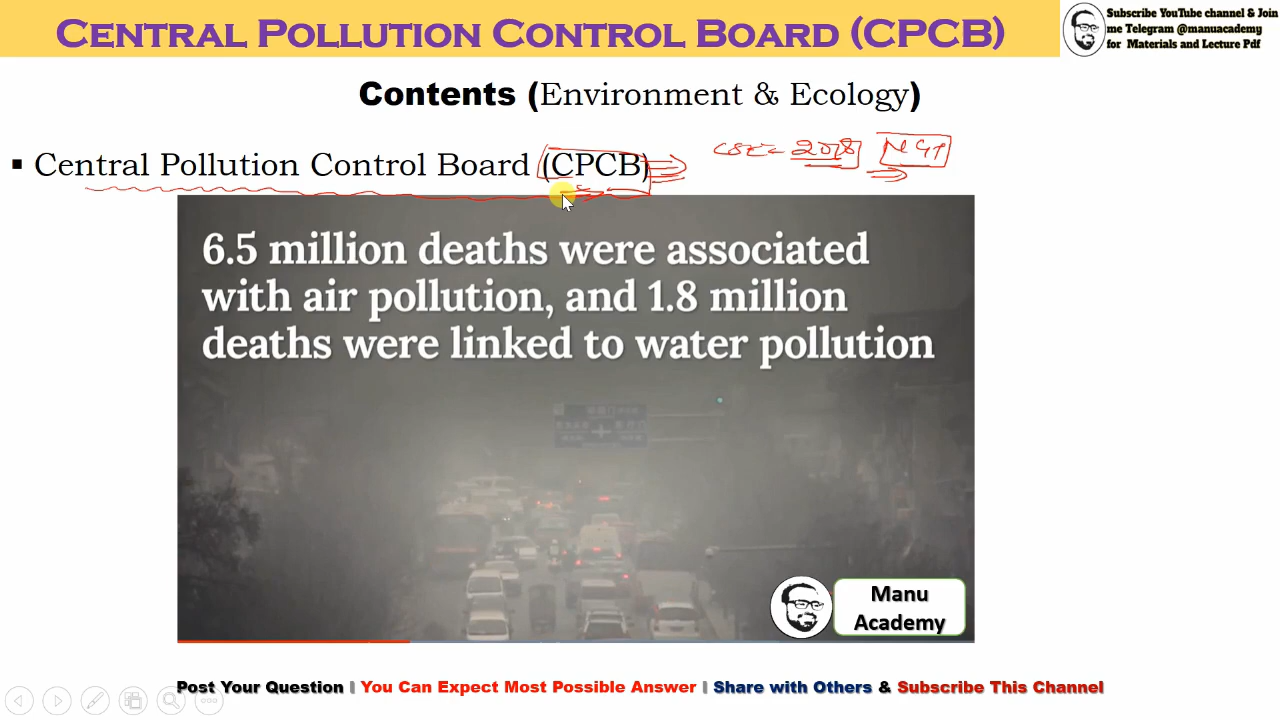 CENTRAL POLLUTION CONTROL BOARD (CPCB)
Subscribe YouTube channel & Join
me Telegram @manuacademy
for Materials and Lecture Pdf
Contents (Environment & Ecology)
▪ Central Pollution Control Board (CPCB)
CSE - 2018 NGT
6.5 million deaths were associated
with air pollution, and 1.8 million
deaths were linked to water pollution
Manu
Academy
Post Your Question | You Can Expect Most Possible Answer | Share with Others & Subscribe This Channel